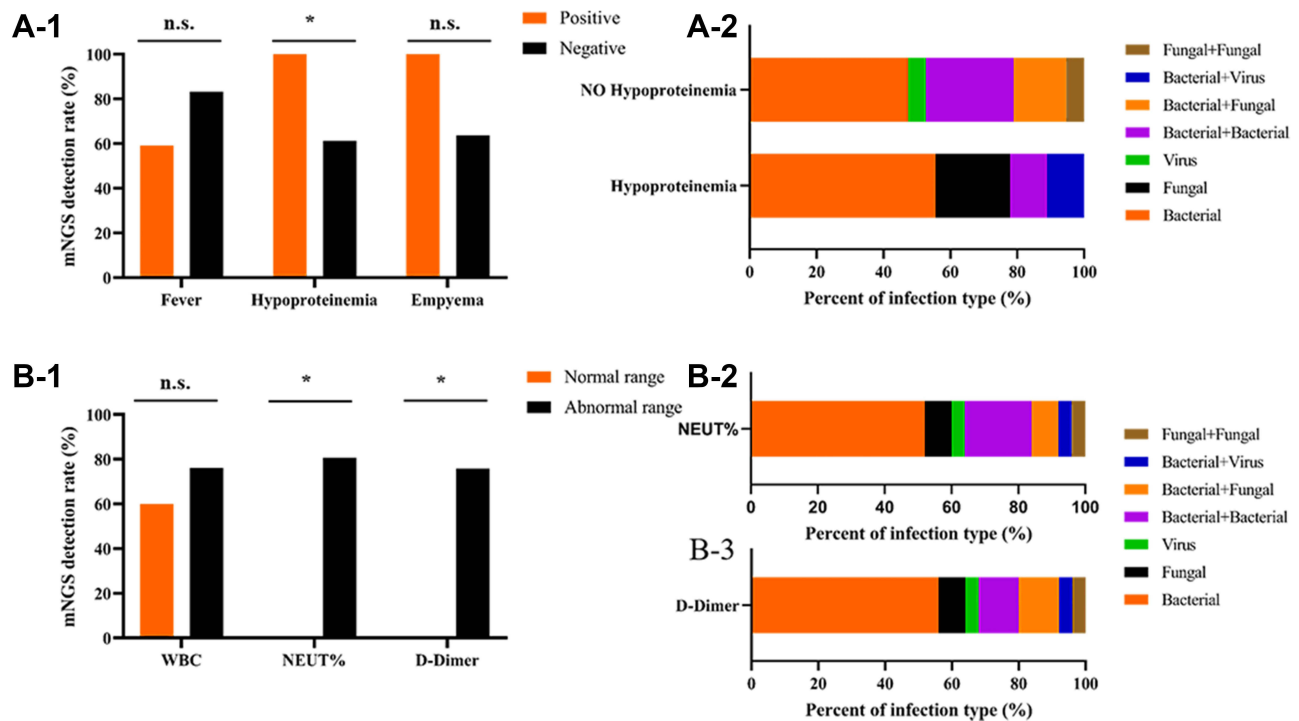 A-1
n.s.
*
n.s.
Positive
Negative
mNGS detection rate (%)
100
80
60
40
20
0
Fever
Hypoproteinemia
Empyema
A-2
NO Hypoproteinemia
Hypoproteinemia
0 20 40 60 80 100
Percent of infection type (%)
Fungal+Fungal
Bacterial+Virus
Bacterial+Fungal
Bacterial+Bacterial
Virus
Fungal
Bacterial
B-1
n.s.
*
*
Normal range
Abnormal range
mNGS detection rate (%)
100
80
60
40
20
0
WBC
NEUT%
D-Dimer
B-2
NEUT%
0 20 40 60 80 100
Percent of infection type (%)
B-3
D-Dimer
0 20 40 60 80 100
Percent of infection type (%)
Fungal+Fungal
Bacterial+Virus
Bacterial+Fungal
Bacterial+Bacterial
Virus
Fungal
Bacterial